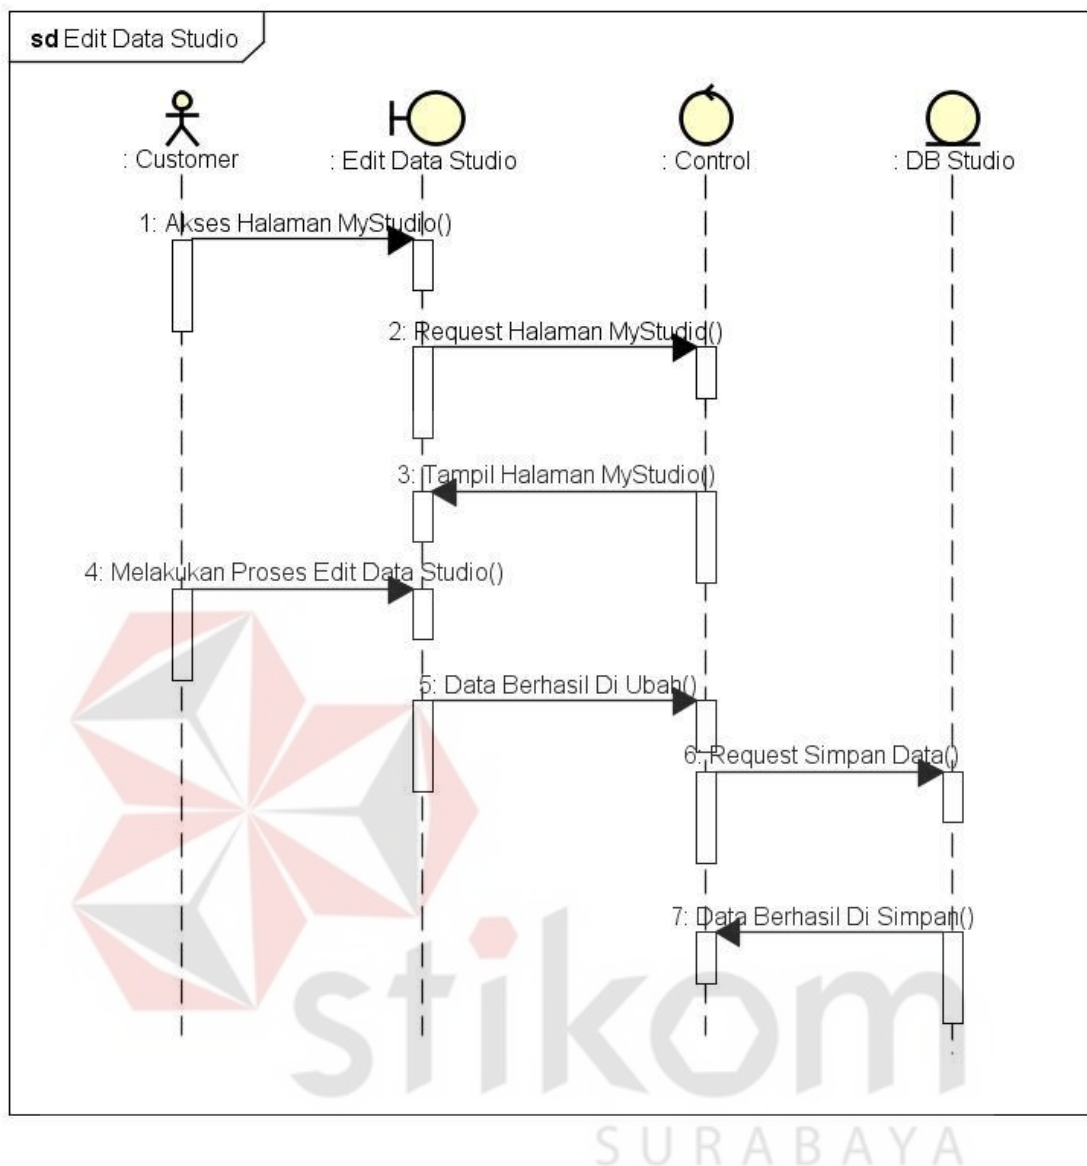 sd Edit Data Studio
: Customer
: Edit Data Studio
: Control
: DB Studio
1: Akses Halaman MyStudio()
2: Request Halaman MyStudio()
3: Tampil Halaman MyStudio()
4: Melakukan Proses Edit Data Studio()
5: Data Berhasil Di Ubah()
6: Request Simpan Data()
7: Data Berhasil Di Simpan()
stikom
SURABAYA